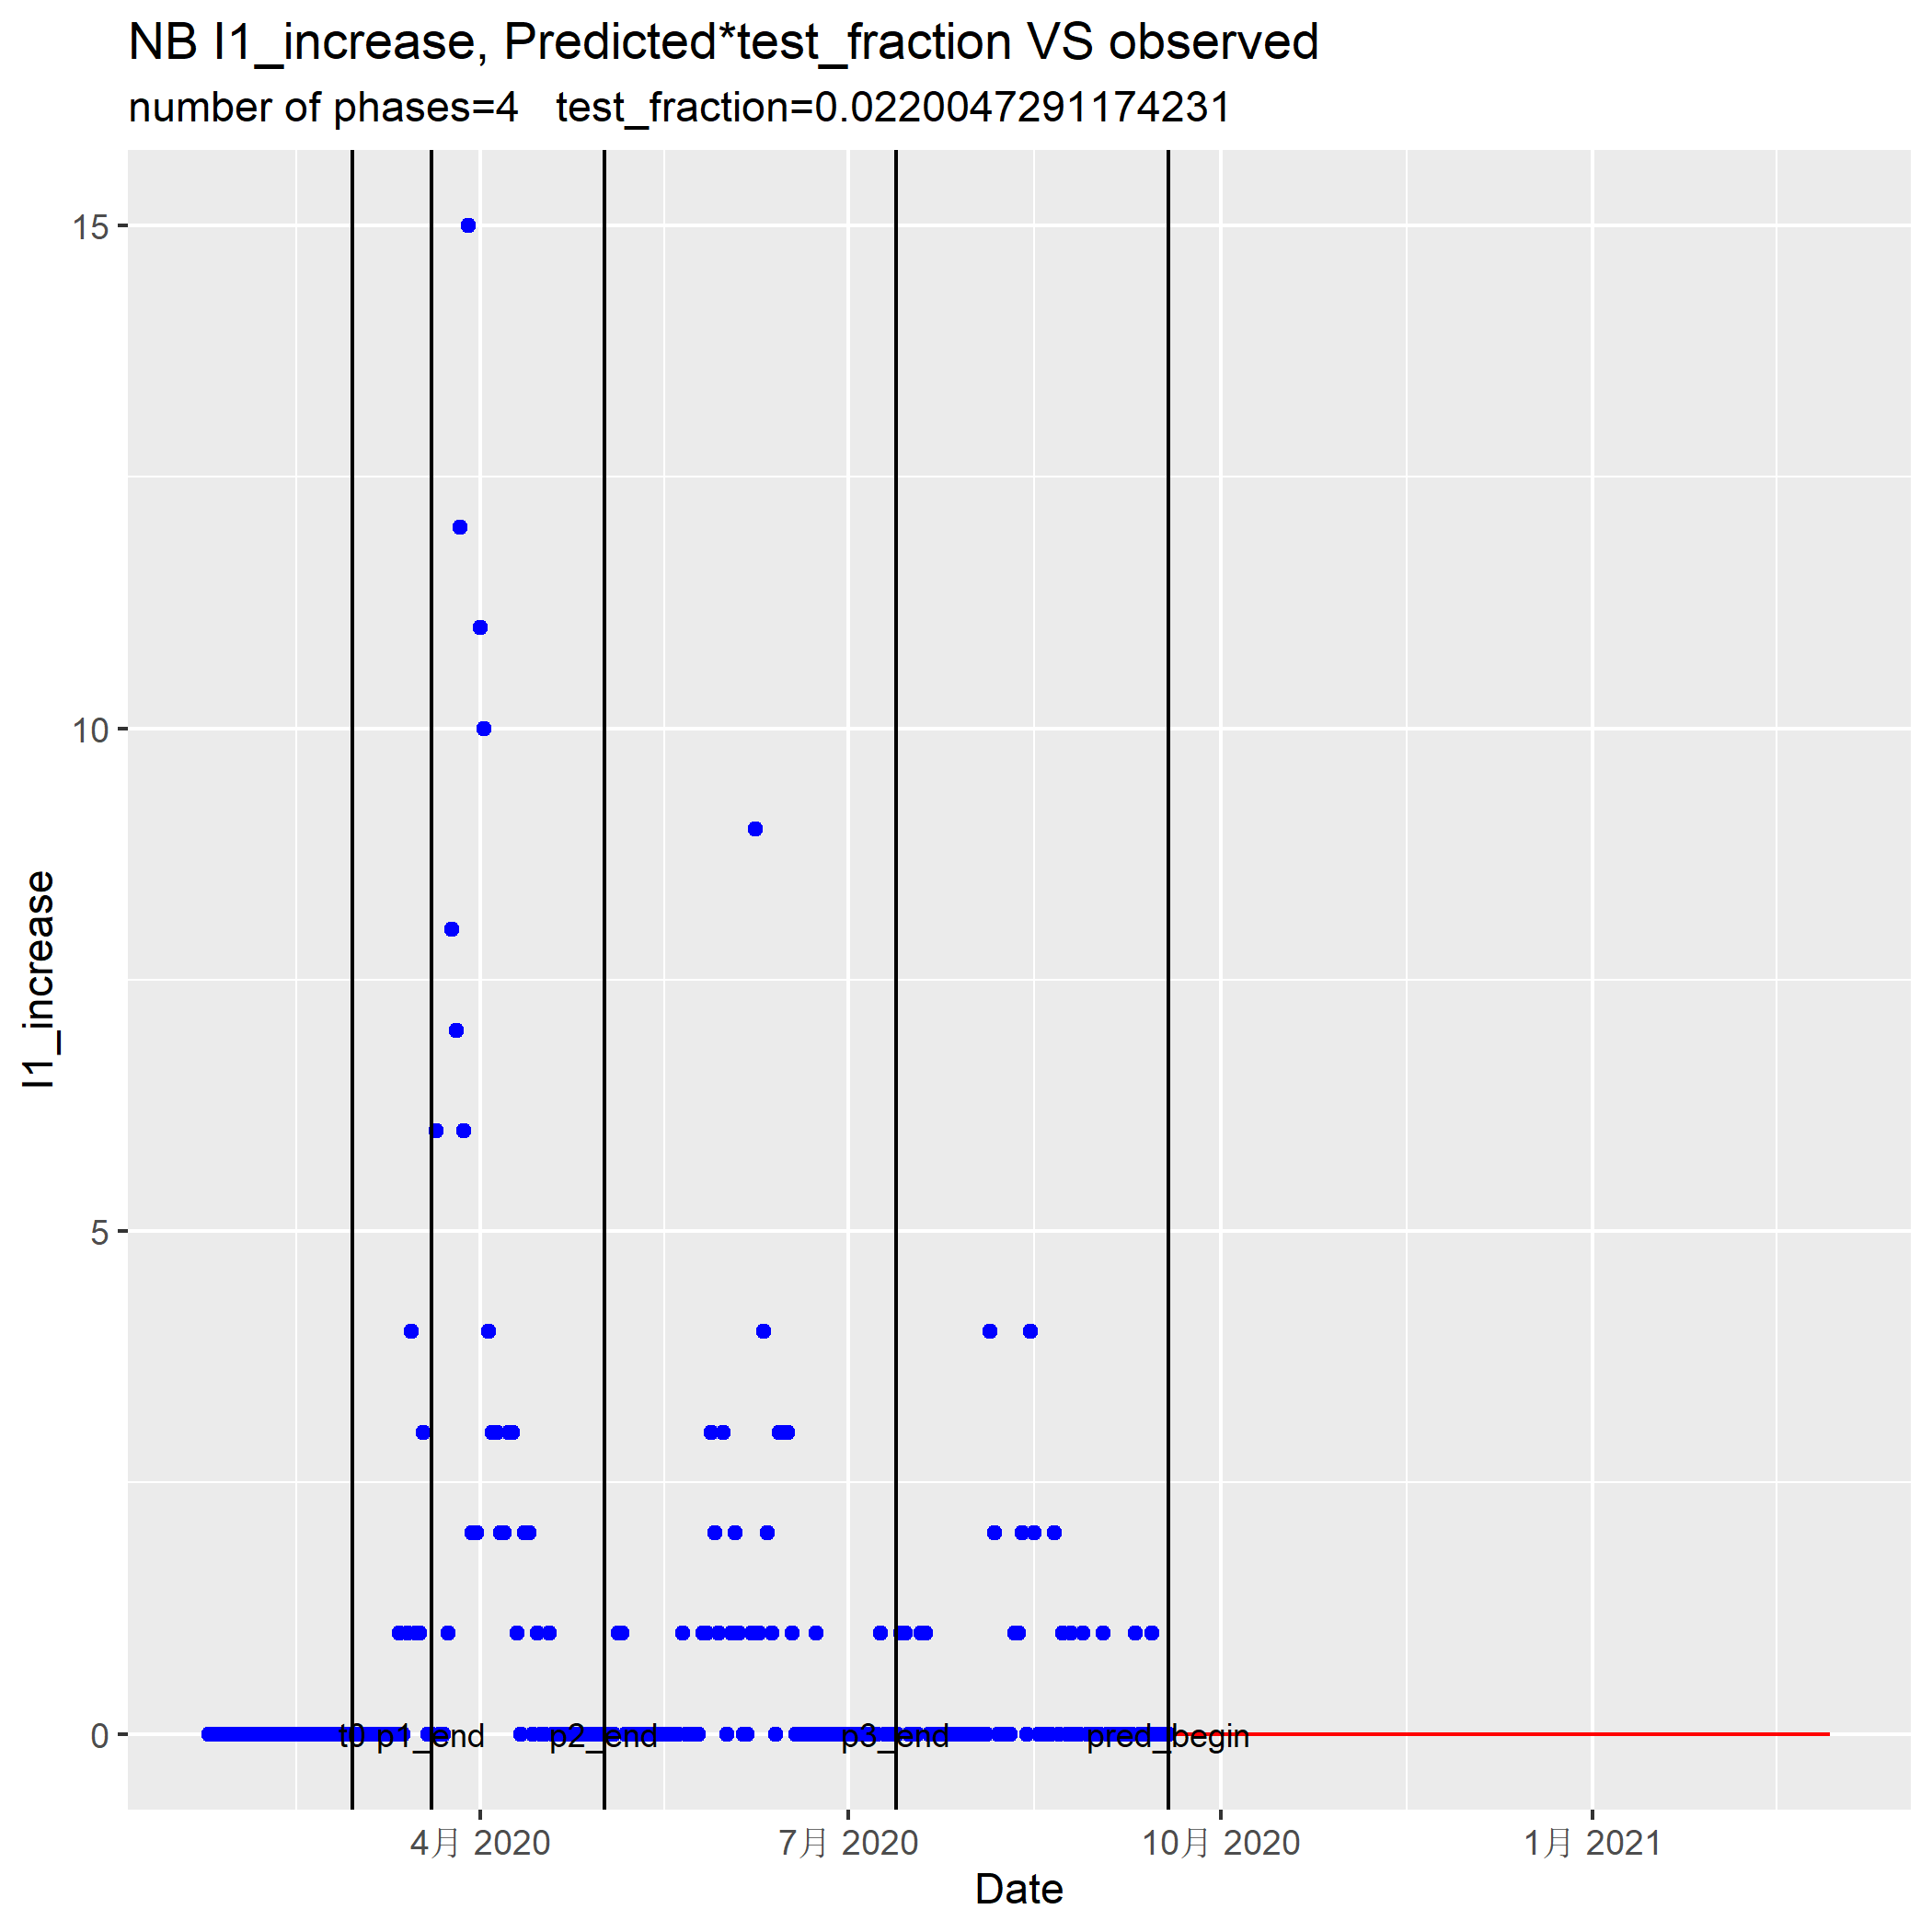 NB I1_increase, Predicted*test_fraction VS observed
number of phases=4 test_fraction=0.0220047291174231
15
10
5
0
I1_increase
t0 p1_end p2_end p3_end pred_begin
4月 2020 7月 2020 10月 2020 1月 2021
Date